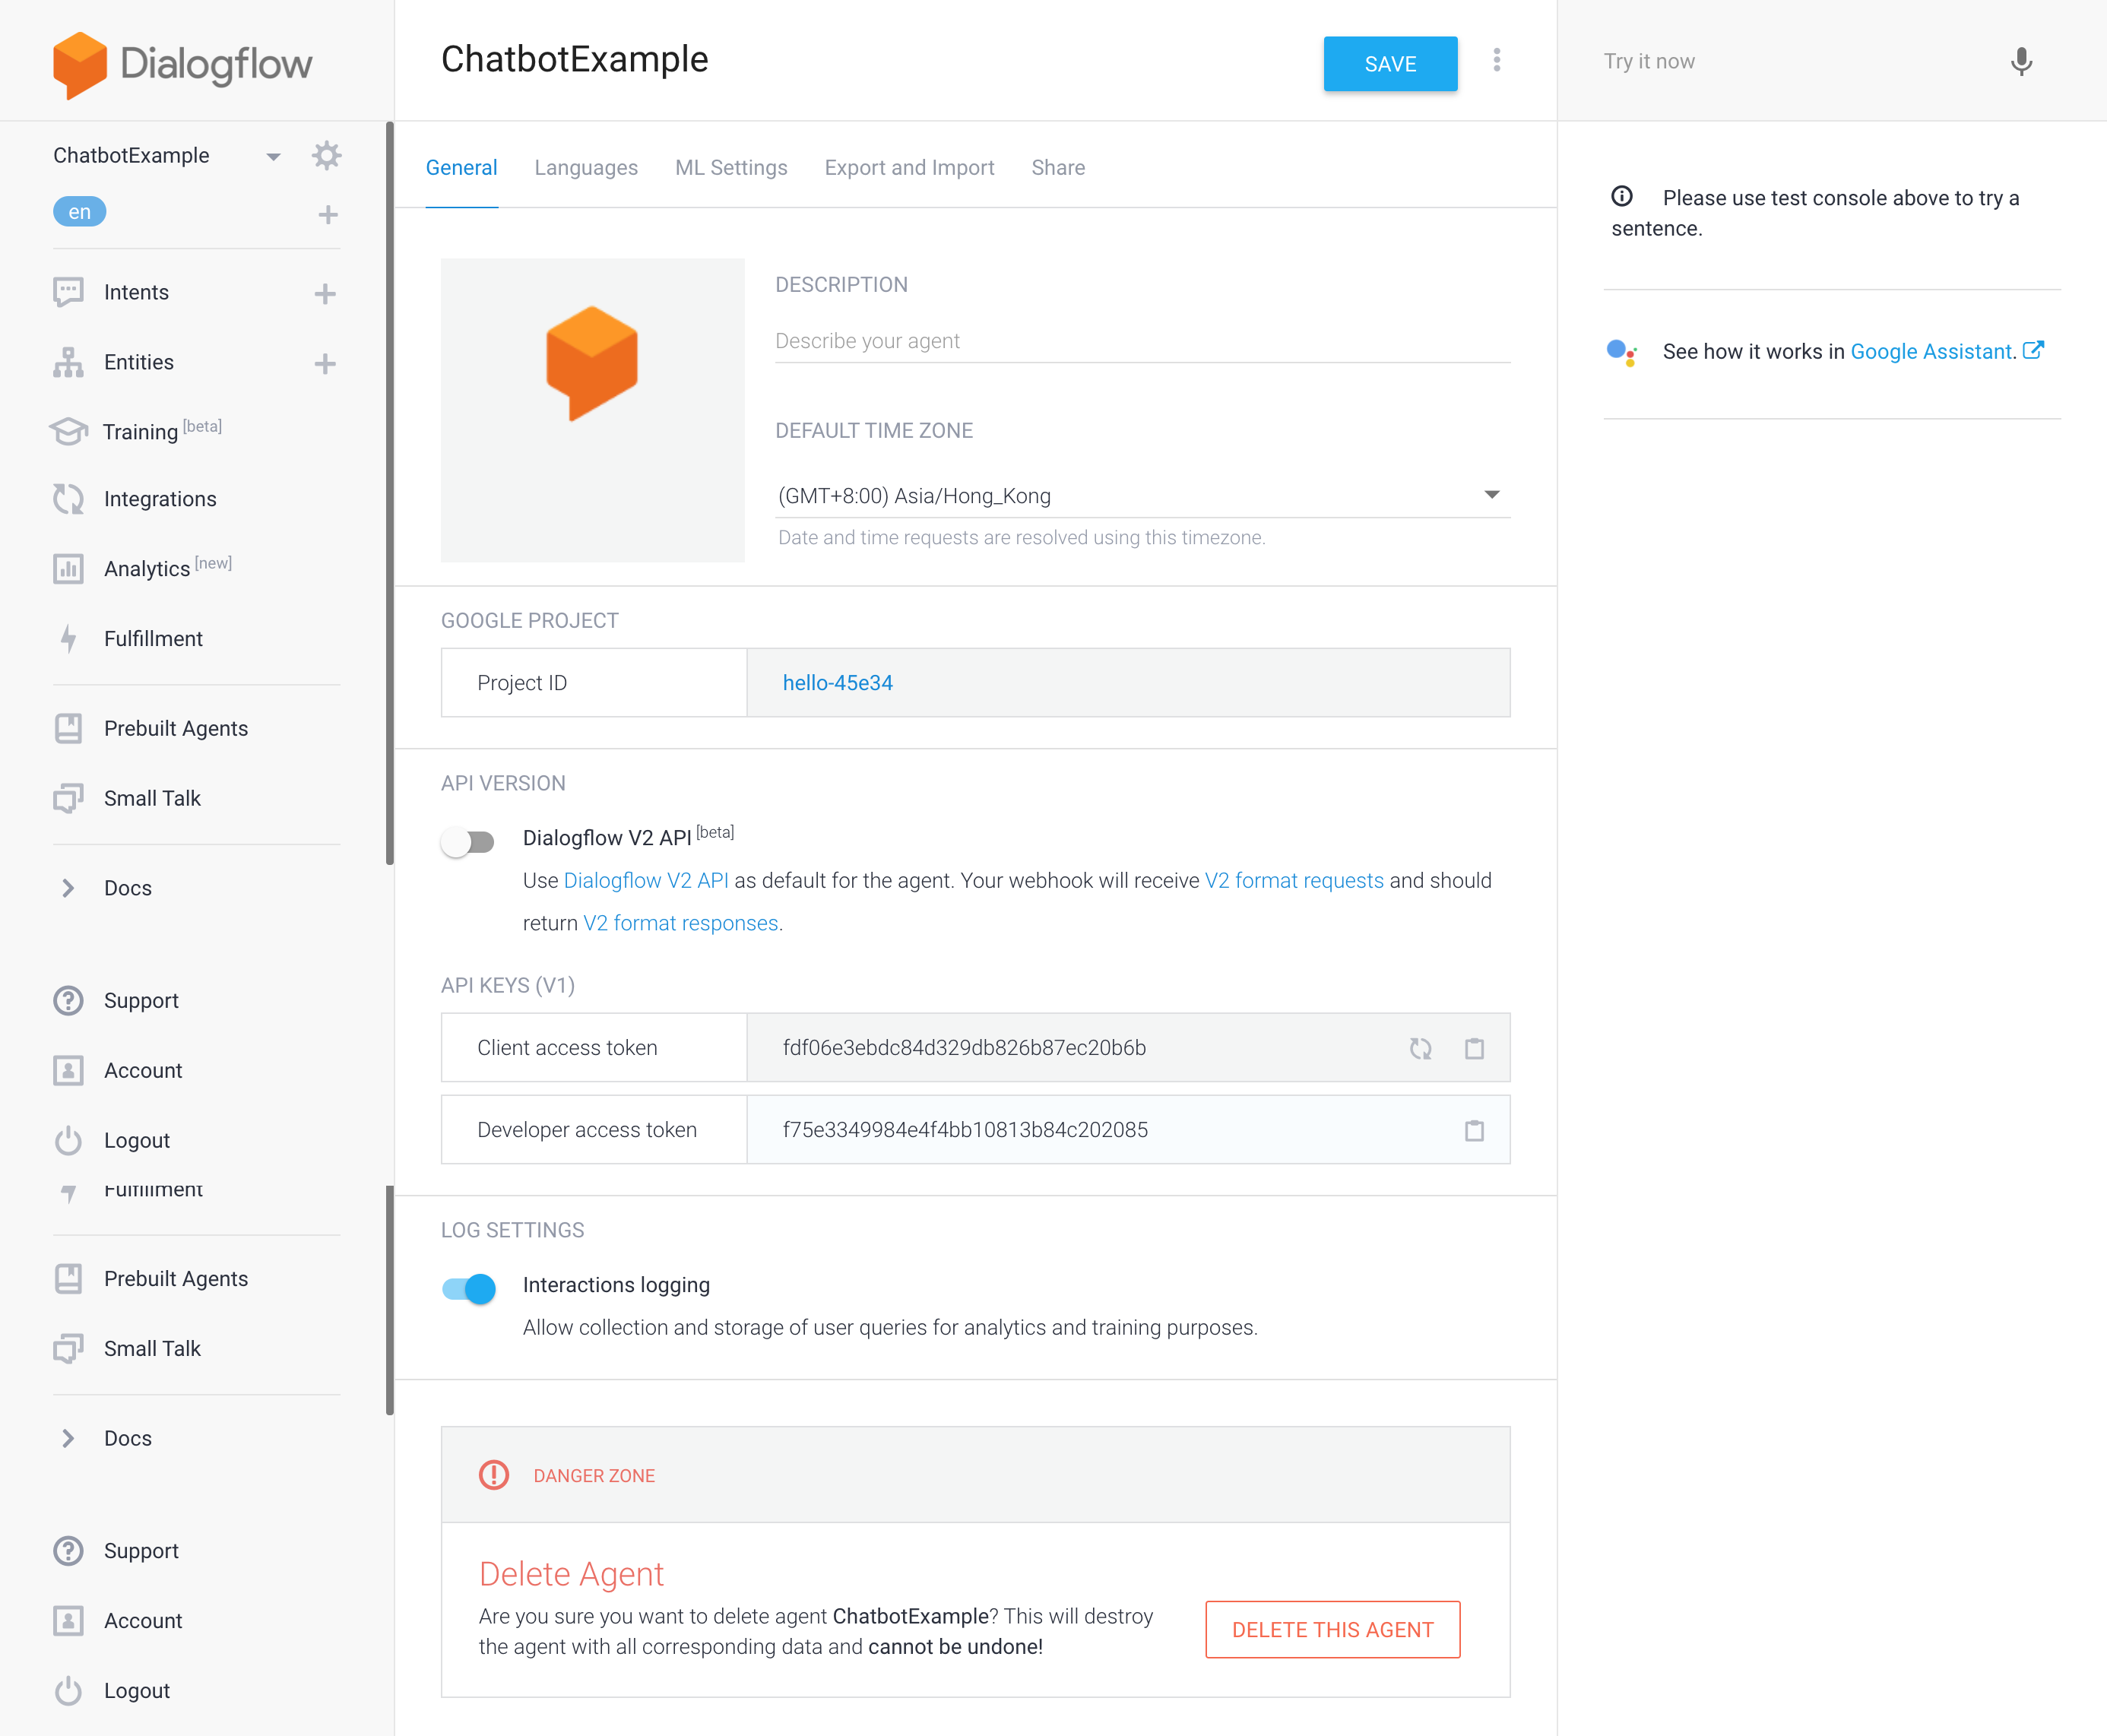 Dialogflow
ChatbotExample
en
Intents
Entities
Training [beta]
Integrations
Analytics [new]
Fulfillment
Prebuilt Agents
Small Talk
Docs
Support
Account
Logout
Fulfillment
Prebuilt Agents
Small Talk
Docs
Support
Account
Logout
ChatbotExample
SAVE
General Languages ML Settings Export and Import Share
DESCRIPTION
Describe your agent
DEFAULT TIME ZONE
(GMT+8:00) Asia/Hong_Kong
Date and time requests are resolved using this timezone.
GOOGLE PROJECT
Project ID hello-45e34
API VERSION
Dialogflow V2 API [beta]
Use Dialogflow V2 API as default for the agent. Your webhook will receive V2 format requests and should
return V2 format responses.
API KEYS (V1)
Client access token fdf06e3ebdc84d329db826b87ec20b6b
Developer access token f75e3349984e4f4bb10813b84c202085
LOG SETTINGS
Interactions logging
Allow collection and storage of user queries for analytics and training purposes.
DANGER ZONE
Delete Agent
Are you sure you want to delete agent ChatbotExample? This will destroy
the agent with all corresponding data and cannot be undone!
DELETE THIS AGENT
Try it now
Please use test console above to try a
sentence.
See how it works in Google Assistant.